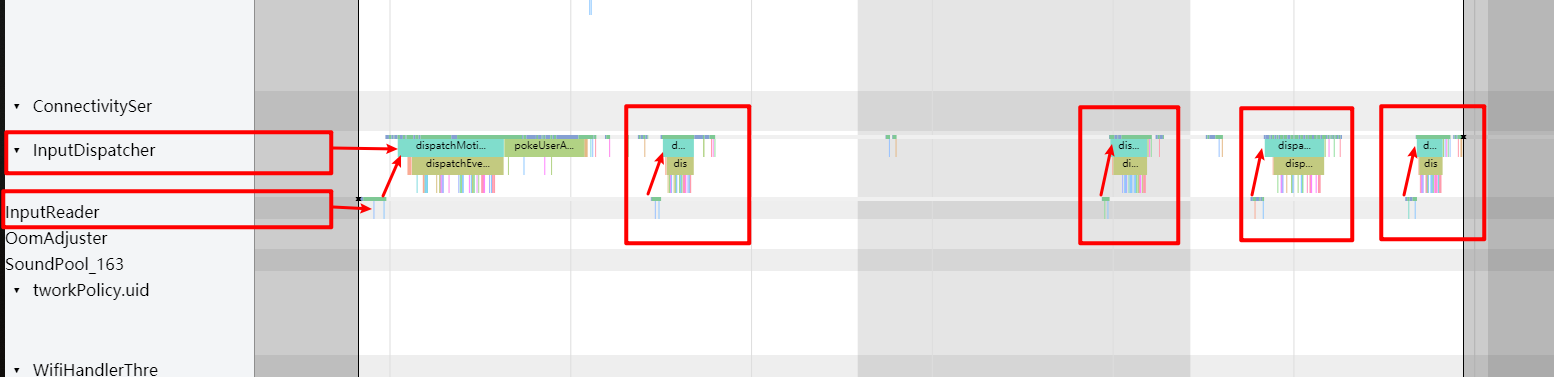 ConnectivitySer
InputDispatcher
dispatchMoti...
pokeUserA...
d...
dis...
dispa...
d...
dispatchEve...
dis
di...
disp...
dis
InputReader
OomAdjuster
SoundPool_163
tworkPolicy.uid
WifiHandlerThre